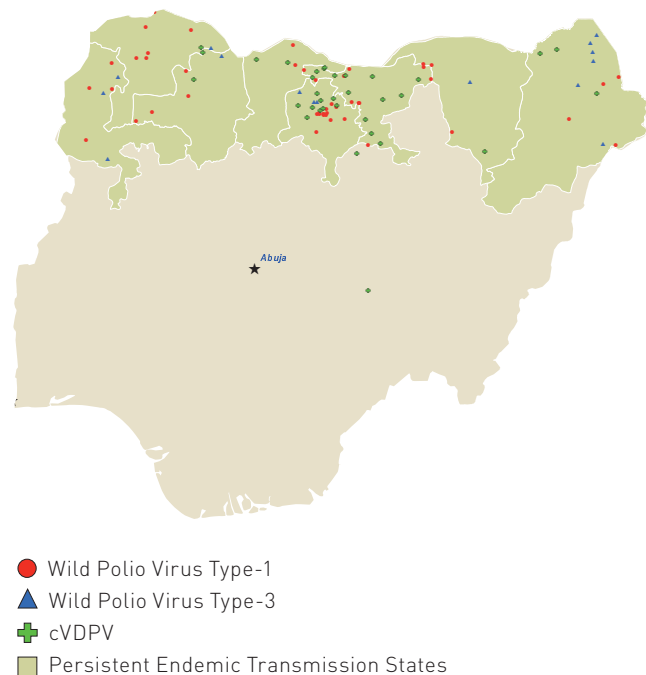 Abuja
Wild Polio Virus Type-1
Wild Polio Virus Type-3
cVDPV
Persistent Endemic Transmission States